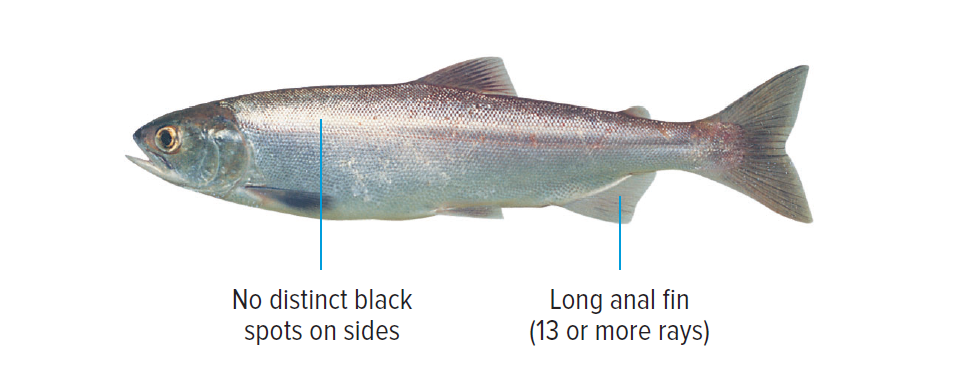 No distinct black
spots on sides
Long anal fin
(13 or more rays)